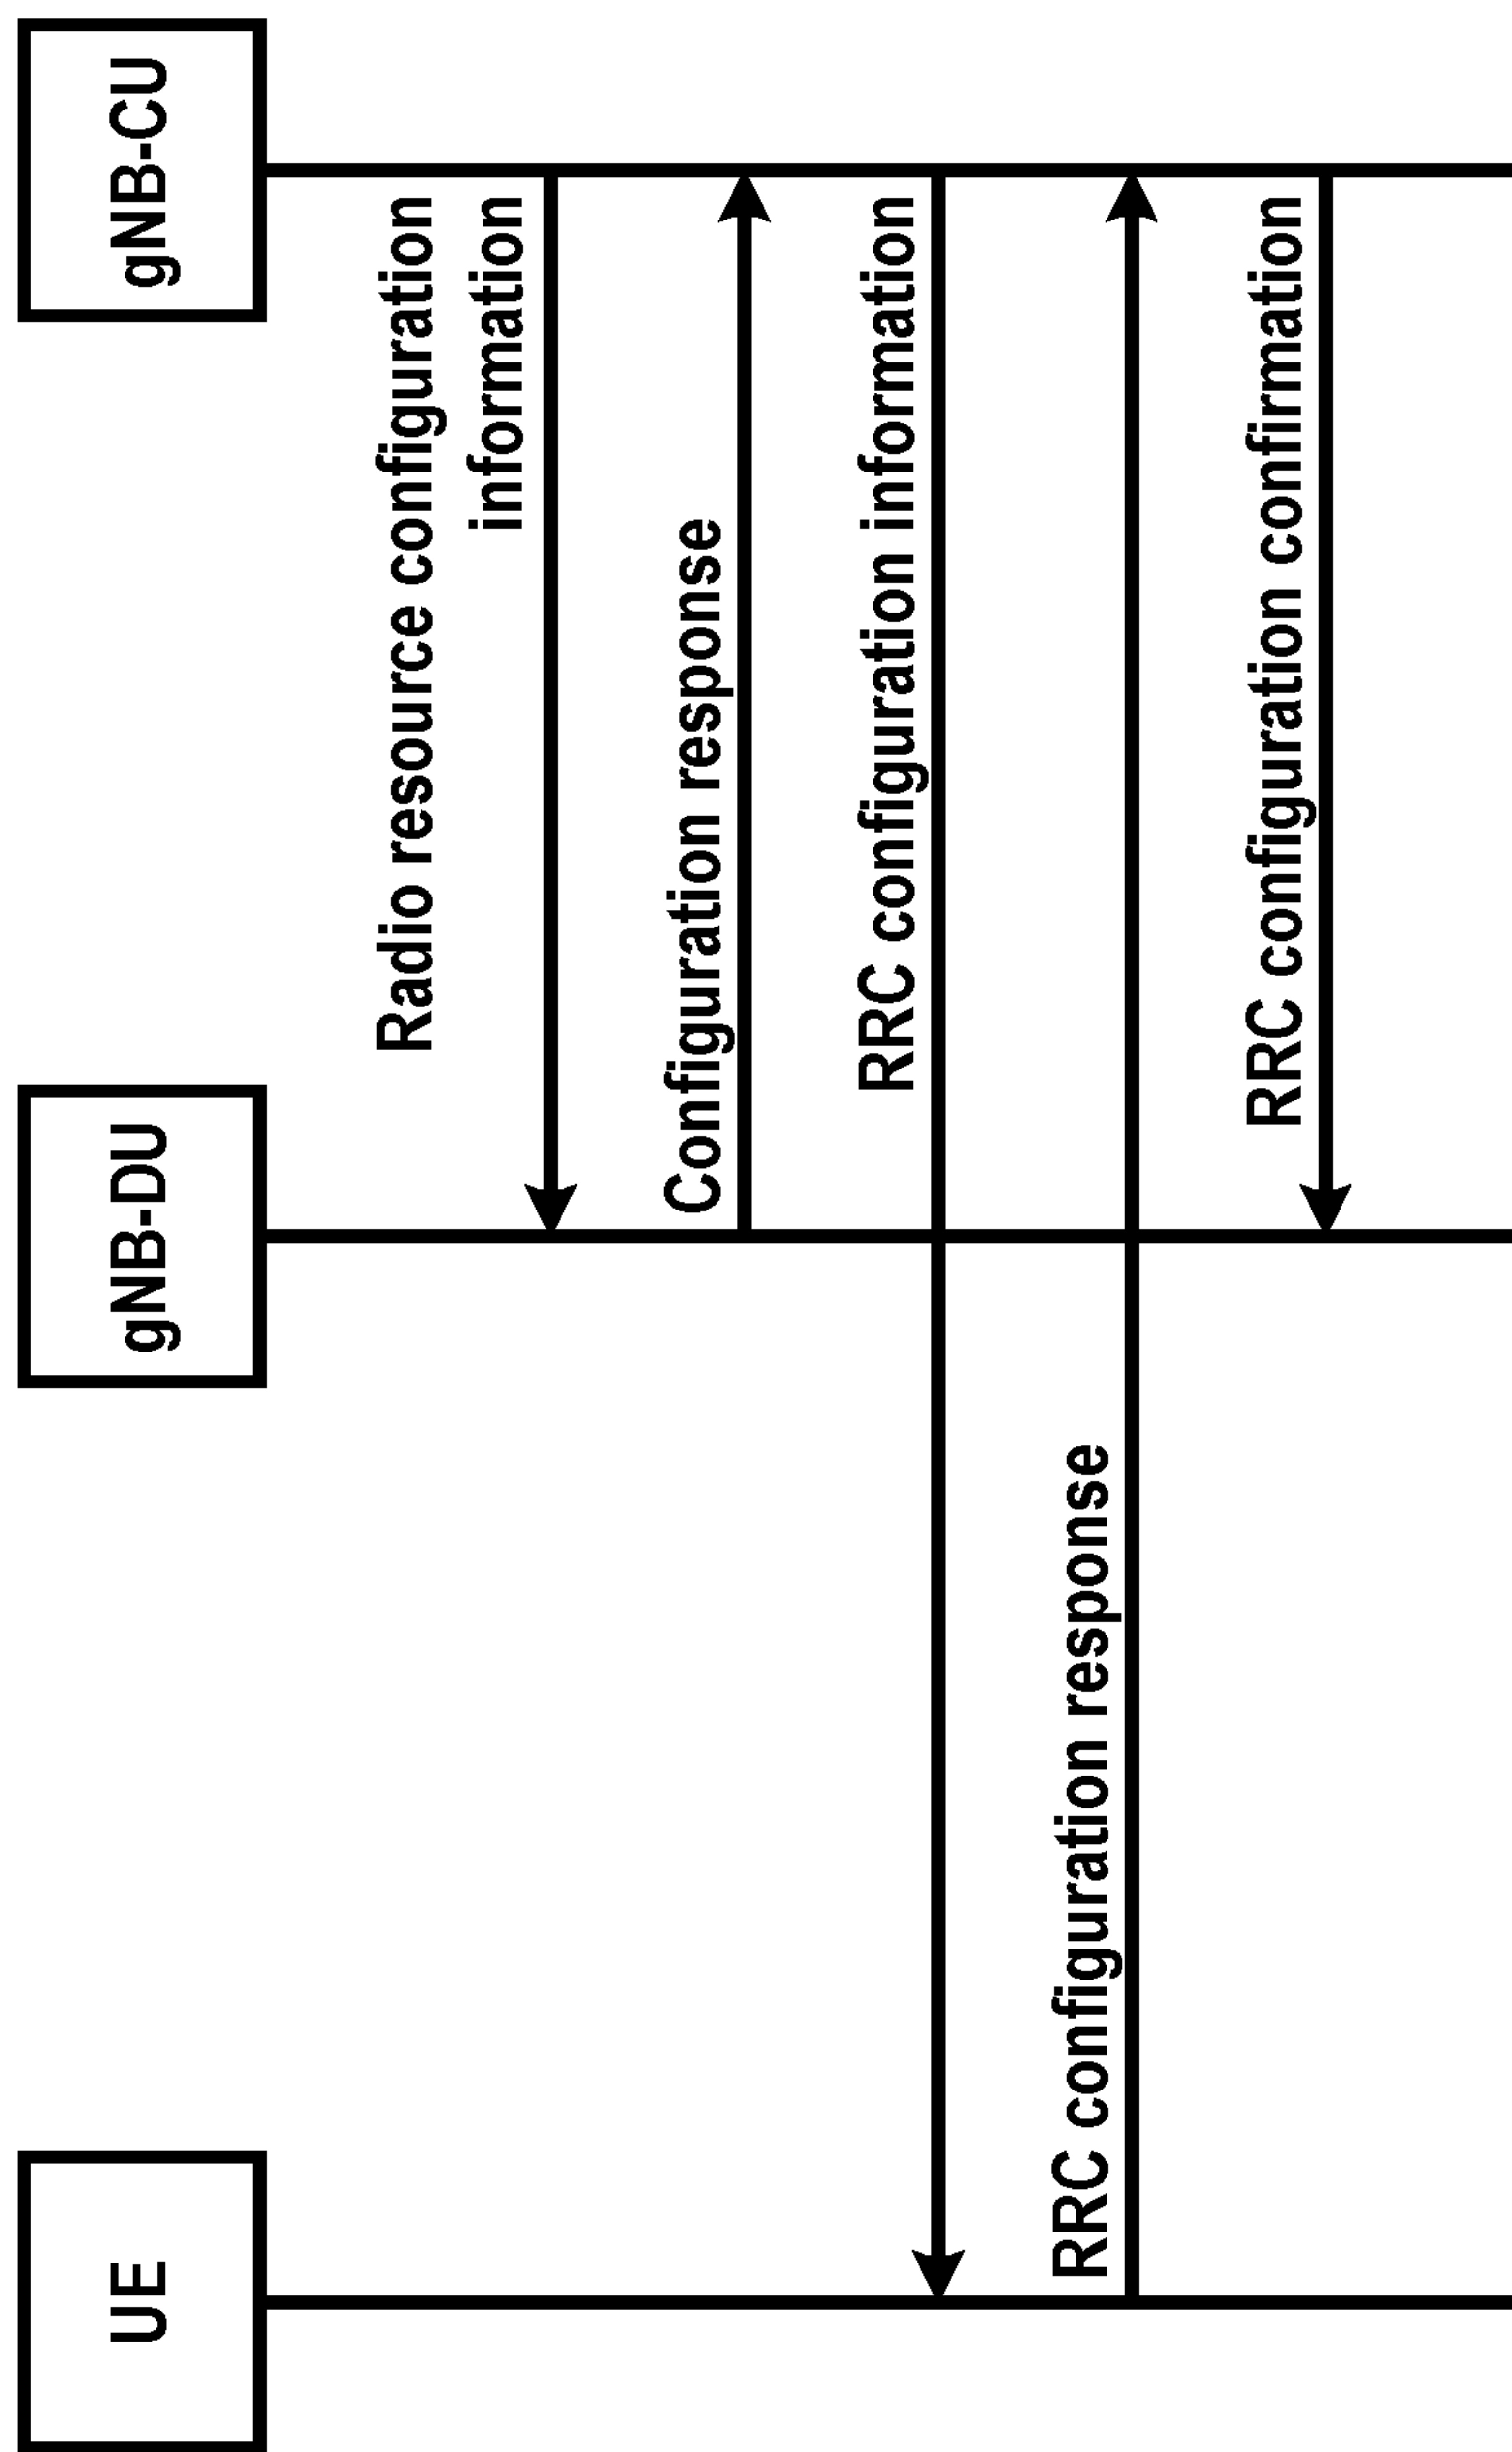 UE
gNB-DU
gNB-CU
Radio resource configuration
information
Configuration response
RRC configuration information
RRC configuration response
RRC configuration confirmation